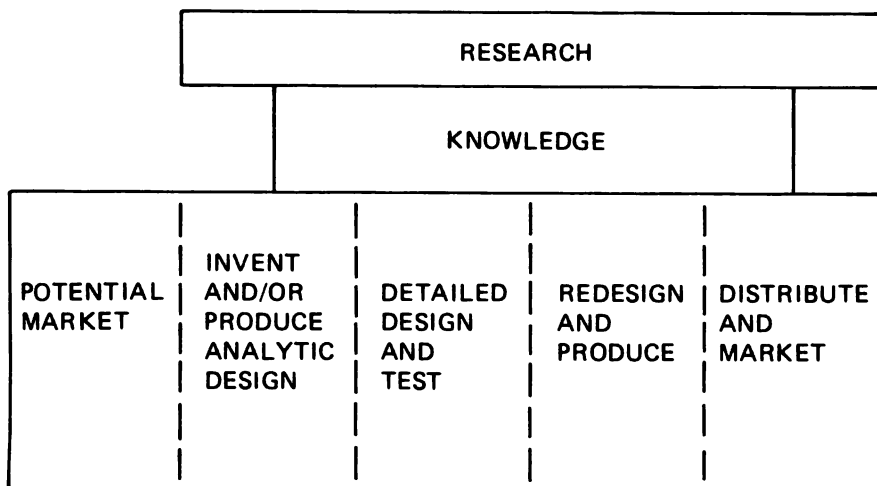 RESEARCH
KNOWLEDGE
POTENTIAL
MARKET
INVENT
AND/OR
PRODUCE
ANALYTIC
DESIGN
DETAILED
DESIGN
AND
TEST
REDESIGN
AND
PRODUCE
DISTRIBUTE
AND
MARKET